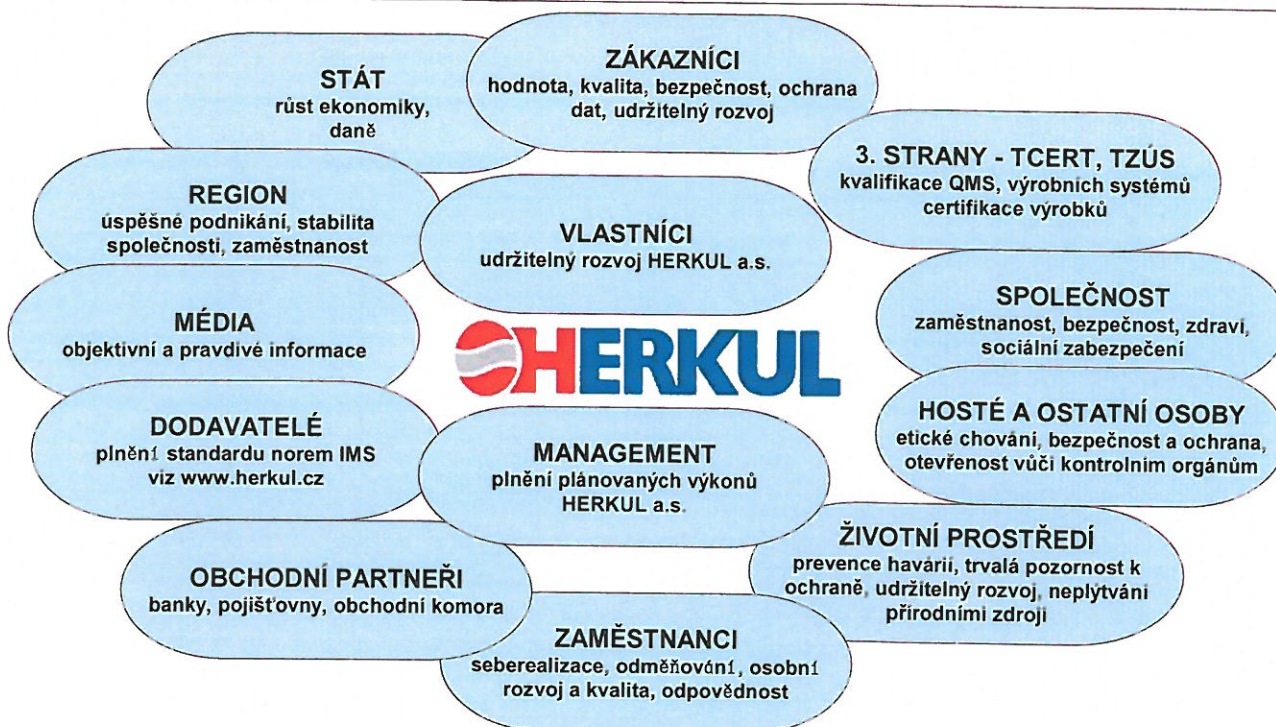 STÁT
růst ekonomiky,
daně
ZÁKAZNÍCI
hodnota, kvalita, bezpečnost, ochrana
dat, udržitelný rozvoj
3. STRANY - TCERT, TZÚS
kvalifikace QMS, výrobních systémů
certifikace výrobků
REGION
úspěšné podnikání, stabilita
společnosti, zaměstnanost
VLASTNÍCI
udržitelný rozvoj HERKUL a.s.
SPOLEČNOST
zaměstnanost, bezpečnost, zdraví,
sociální zabezpečení
MÉDIA
objektivní a pravdivé informace
HERKUL
HOSTÉ A OSTATNÍ OSOBY
etické chování, bezpečnost a ochrana,
otevřenost vůči kontrolním orgánům
DODAVATELÉ
plnění standardu norem IMS
viz www.herkul.cz
MANAGEMENT
plnění plánovaných výkonů
HERKUL a.s.
ŽIVOTNÍ PROSTŘEDÍ
prevence havárií, trvalá pozornost k
ochraně, udržitelný rozvoj, neplýtvání
přírodními zdroji
OBCHODNÍ PARTNEŘI
banky, pojišťovny, obchodní komora
ZAMĚSTNANCI
seberealizace, odměňování, osobní
rozvoj a kvalita, odpovědnost